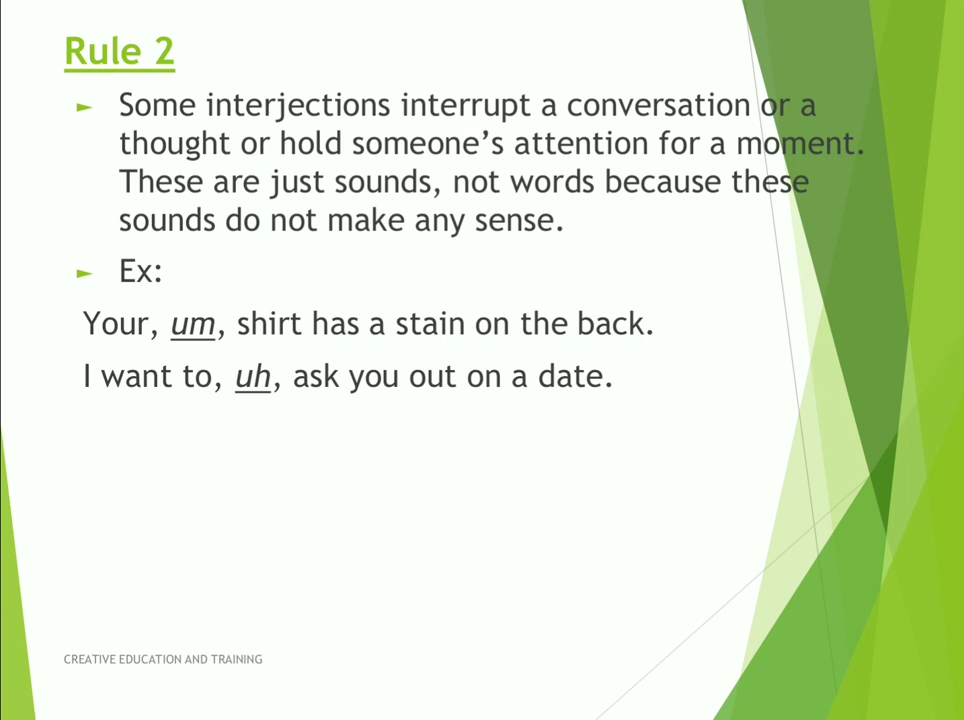 Rule 2
► Some interjections interrupt a conversation or a
thought or hold someone’s attention for a moment.
These are just sounds, not words because these
sounds do not make any sense.
► Ex:
Your, um, shirt has a stain on the back.
I want to, uh, ask you out on a date.
CREATIVE EDUCATION AND TRAINING